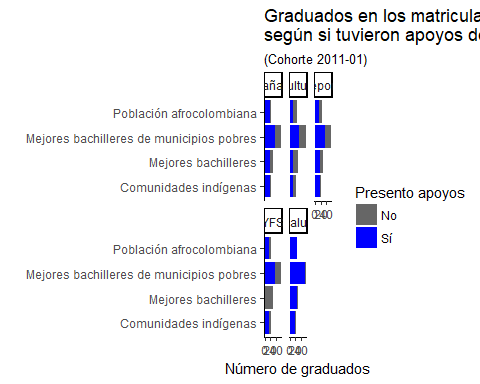 Graduados en los
según si tuvieron apoyos
(Cohorte 2011-01)
Población afrocolombiana
Mejores bachilleres de municipios pobres
Mejores bachilleres
Comunidades indígenas
Presento apoyos
No
Sí
Población afrocolombiana
Mejores bachilleres de municipios pobres
Mejores bachilleres
Comunidades indígenas
Número de graduados